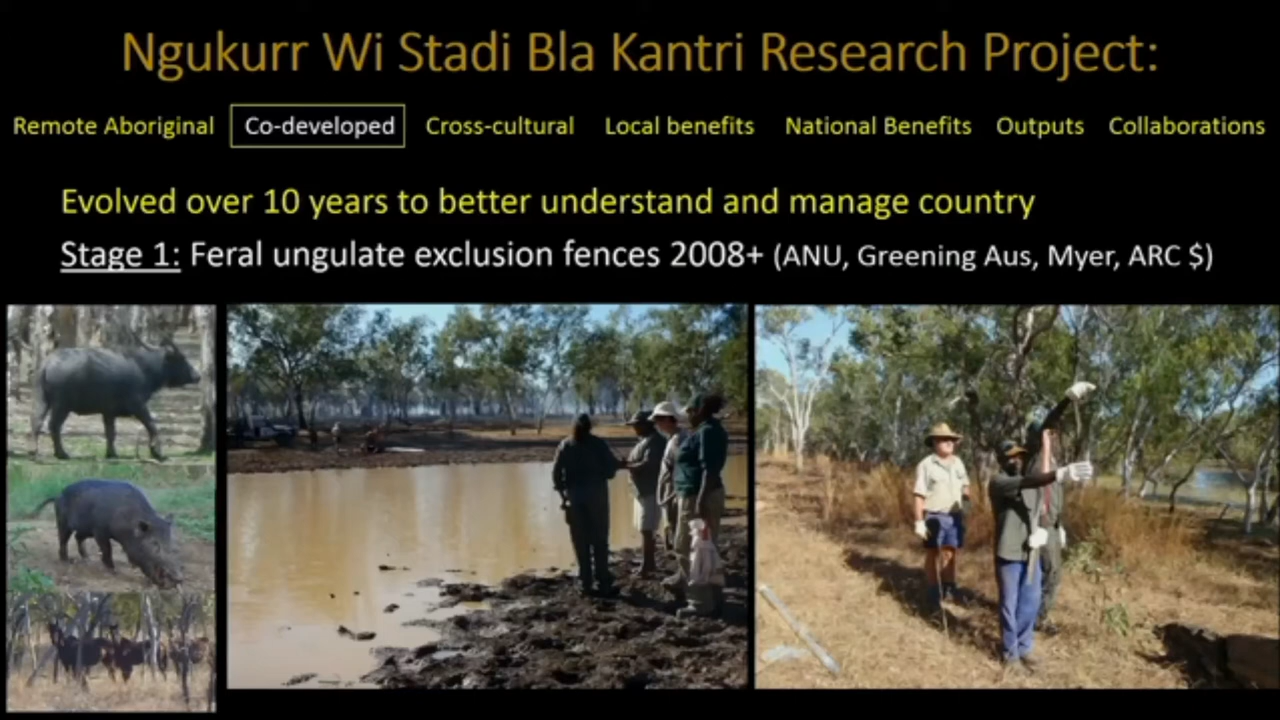 Ngukurr Wi Stadi Bla Kantri Research Project:
Remote Aboriginal Co-developed Cross-cultural Local benefits National Benefits Outputs Collaborations
Evolved over 10 years to better understand and manage country
Stage 1: Feral ungulate exclusion fences 2008+ (ANU, Greening Aus, Myer, ARC $)